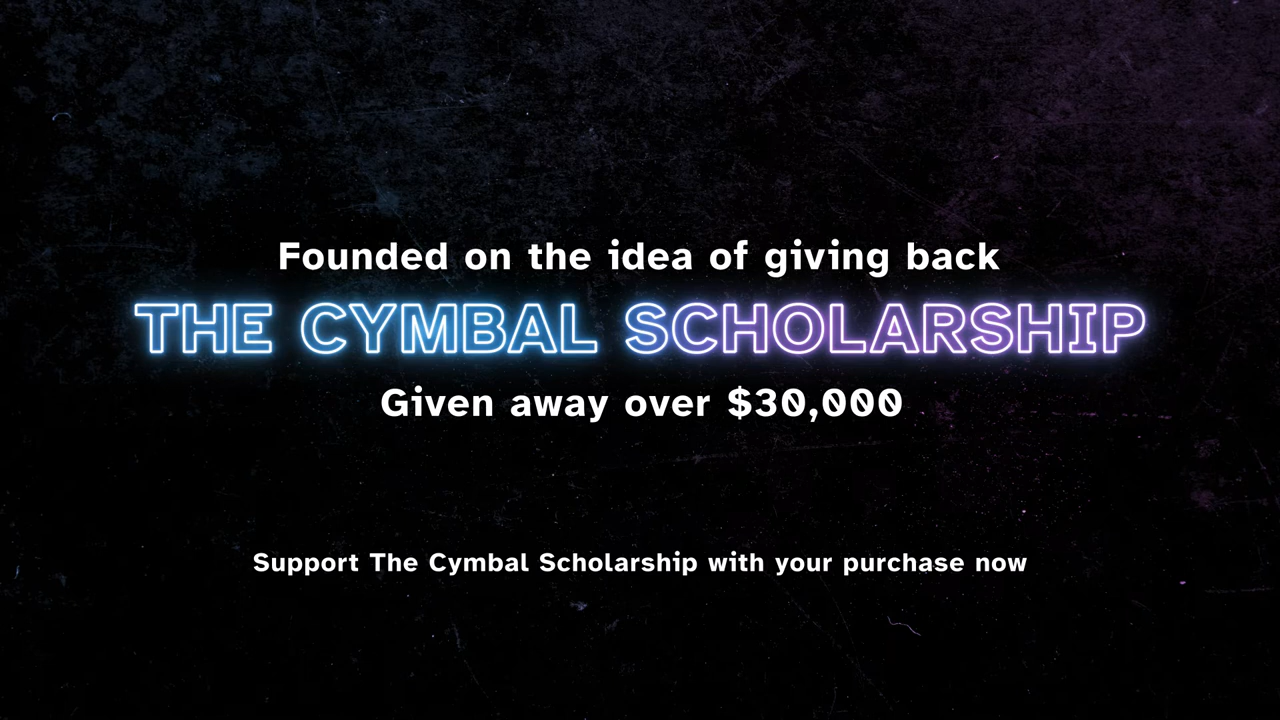 Founded on the idea of giving back
THE CYMBAL SCHOLARSHIP
Given away over $30,000
Support The Cymbal Scholarship with your purchase now